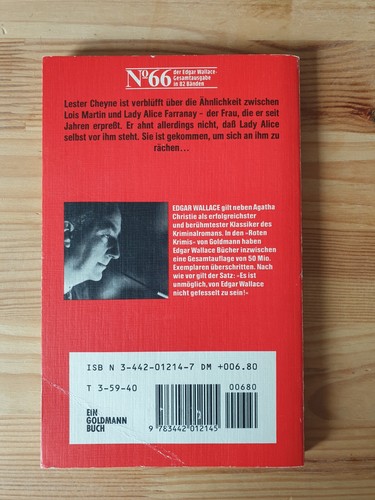 Nº66
der Edgar Wallace-
Gesamtausgabe
in 82 Bänden
Lester Cheyne ist verblüfft über die Ähnlichkeit zwischen
Lois Martin und Lady Alice Farranay – der Frau, die er seit
Jahren erpreßt. Er ahnt allerdings nicht, daß Lady Alice
selbst vor ihm steht. Sie ist gekommen, um sich an ihm zu
rächen...
EDGAR WALLACE gilt neben Agatha
Christie als erfolgreichster
und berühmtester Klassiker des
Kriminalromans. In den »Roten
Krimis« von Goldmann haben
Edgar Wallace Bücher inzwischen
eine Gesamtauflage von 50 Mio.
Exemplaren überschritten. Nach
wie vor gilt der Satz: »Es ist
unmöglich, von Edgar Wallace
nicht gefesselt zu sein!«
ISBN 3-442-01214-7 DM +006.80
T 3-59-40
00680
EIN
GOLDMANN
BUCH
9 783442 012145